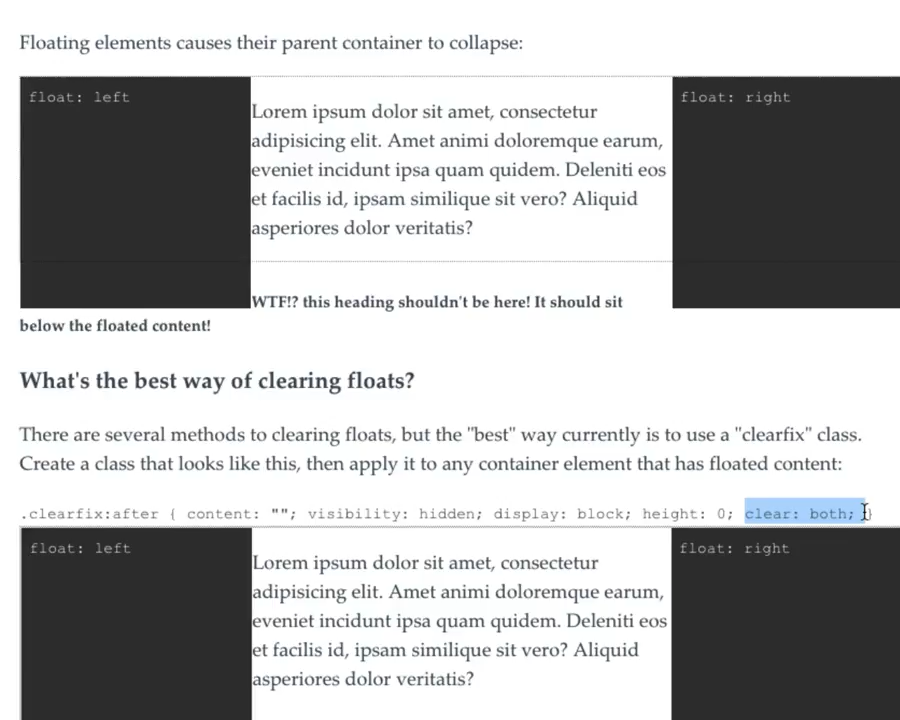 Floating elements causes their parent container to collapse:
float: left
Lorem ipsum dolor sit amet, consectetur
adipisicing elit. Amet animi doloremque earum,
eveniet incidunt ipsa quam quidem. Deleniti eos
et facilis id, ipsam similique sit vero? Aliquid
asperiores dolor veritatis?
float: right
WTF!? this heading shouldn't be here! It should sit
below the floated content!
What's the best way of clearing floats?
There are several methods to clearing floats, but the "best" way currently is to use a "clearfix" class.
Create a class that looks like this, then apply it to any container element that has floated content:
.clearfix:after { content: ""; visibility: hidden; display: block; height: 0; clear: both; }
float: left
Lorem ipsum dolor sit amet, consectetur
adipisicing elit. Amet animi doloremque earum,
eveniet incidunt ipsa quam quidem. Deleniti eos
et facilis id, ipsam similique sit vero? Aliquid
asperiores dolor veritatis?
float: right